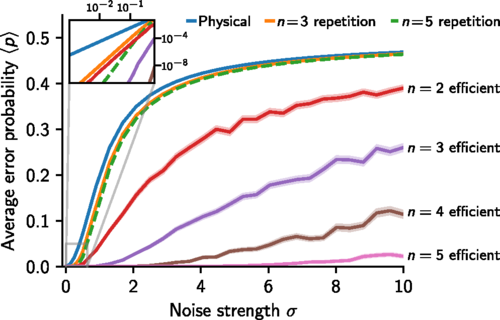 10⁻² 10⁻¹
Physical n=3 repetition n=5 repetition
10⁻⁴
10⁻⁸
Average error probability ⟨p⟩
0.5
0.4
0.3
0.2
0.1
0.0
n=2 efficient
n=3 efficient
n=4 efficient
n=5 efficient
0 2 4 6 8 10
Noise strength σ